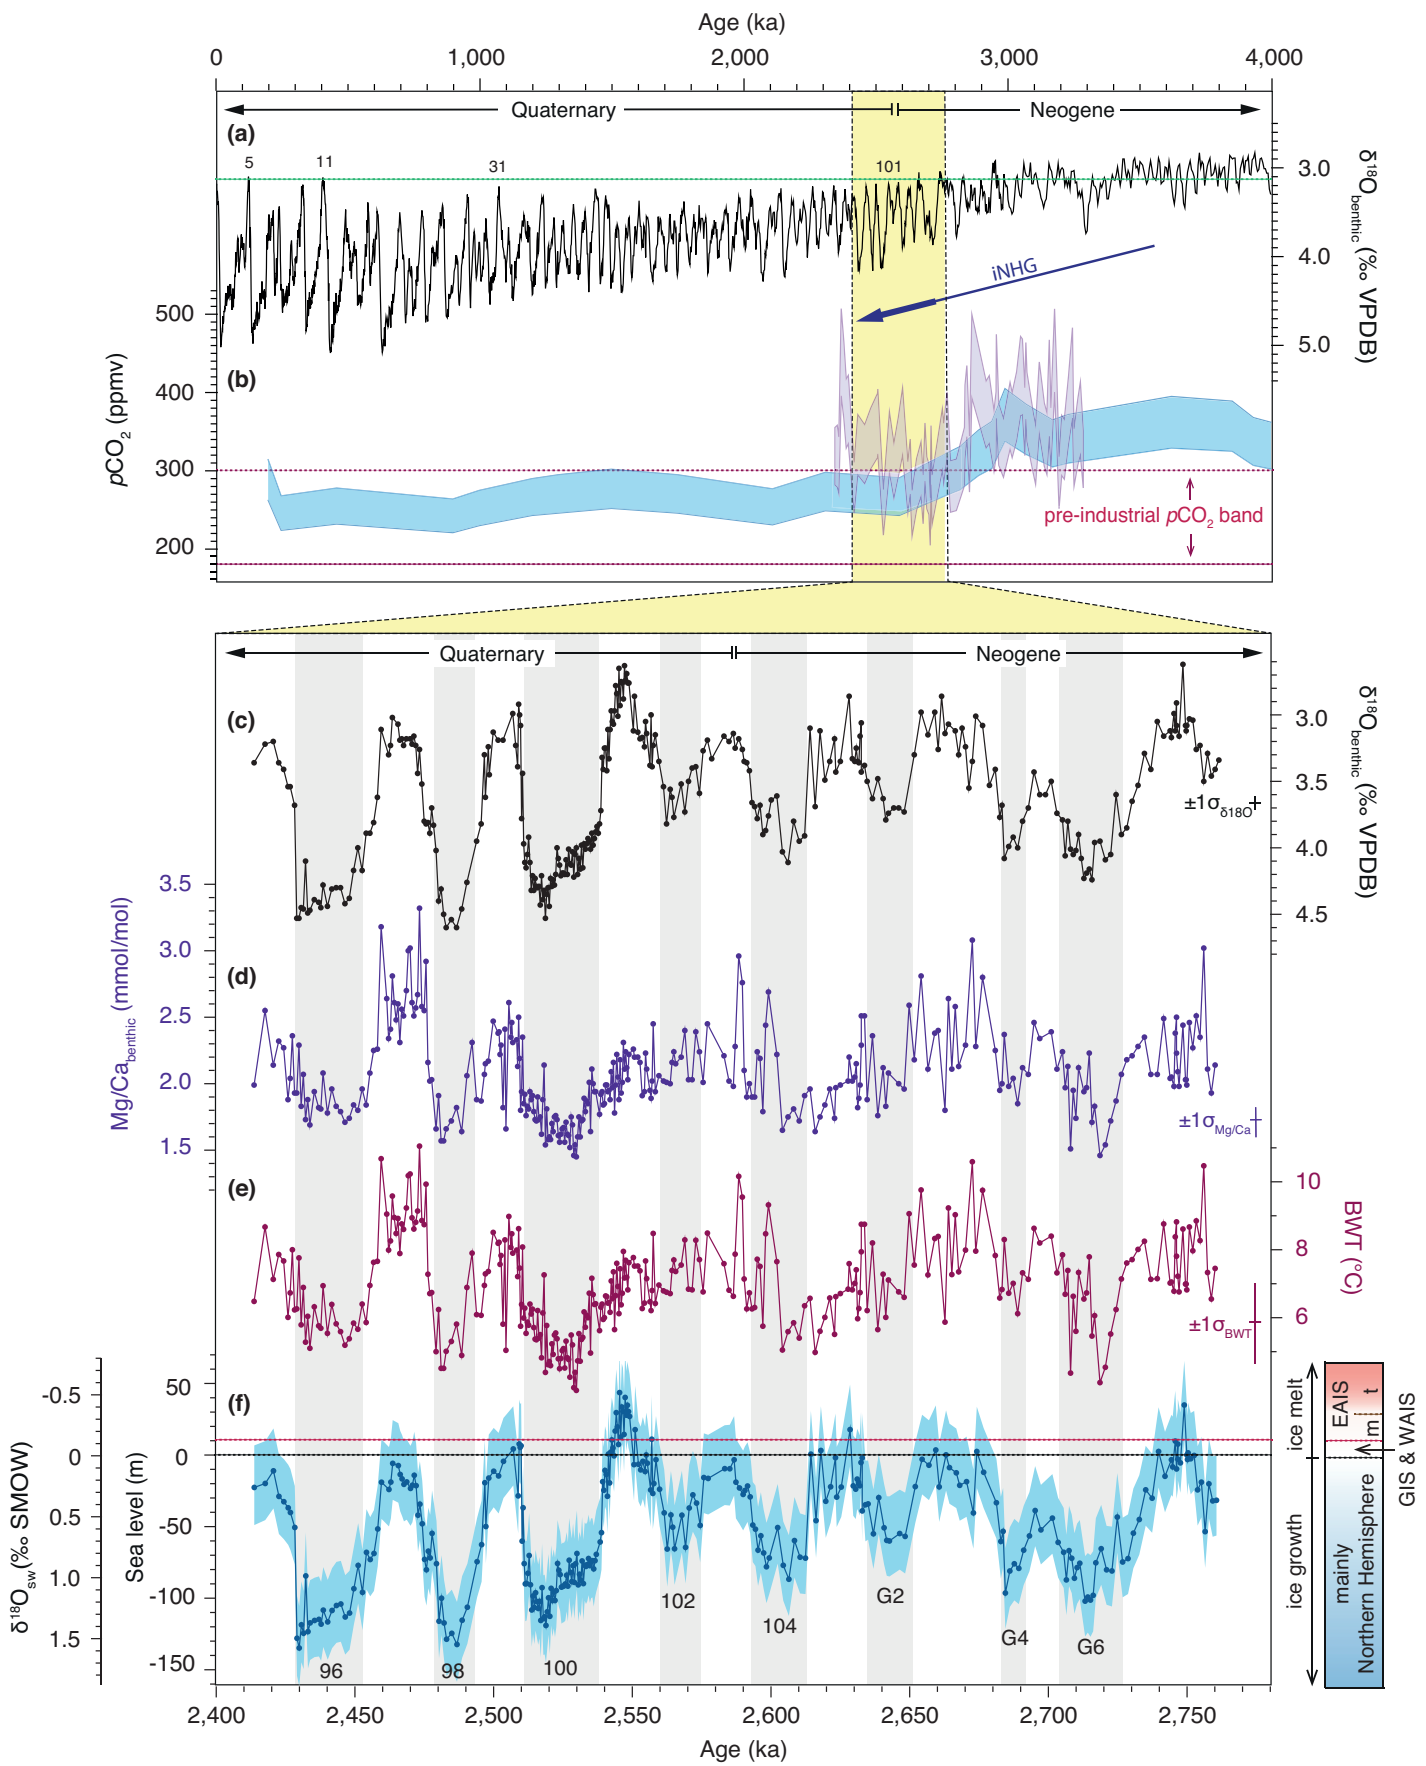 Age (ka)
0 1,000 2,000 3,000 4,000
Quaternary Neogene
(a)
5 11 31 101
3.0
4.0
5.0
δ18Obenthic (‰ VPDB)
iNHG
(b)
500
400
300
200
pCO2 (ppmv)
pre-industrial pCO2 band
Quaternary Neogene
(c)
3.0
3.5
4.0
4.5
δ18Obenthic (‰ VPDB)
±1σδ18O
(d)
3.5
3.0
2.5
2.0
1.5
Mg/Cabenthic (mmol/mol)
±1σMg/Ca
(e)
10
8
6
BWT (°C)
±1σBWT
(f)
-0.5
0
0.5
1.0
1.5
δ18Osw(‰ SMOW)
50
0
-50
-100
-150
Sea level (m)
96 98 100 102 104 G2 G4 G6
ice melt
ice growth
EAIS
t
m
mainly
Northern Hemisphere
GIS & WAIS
2,400 2,450 2,500 2,550 2,600 2,650 2,700 2,750
Age (ka)